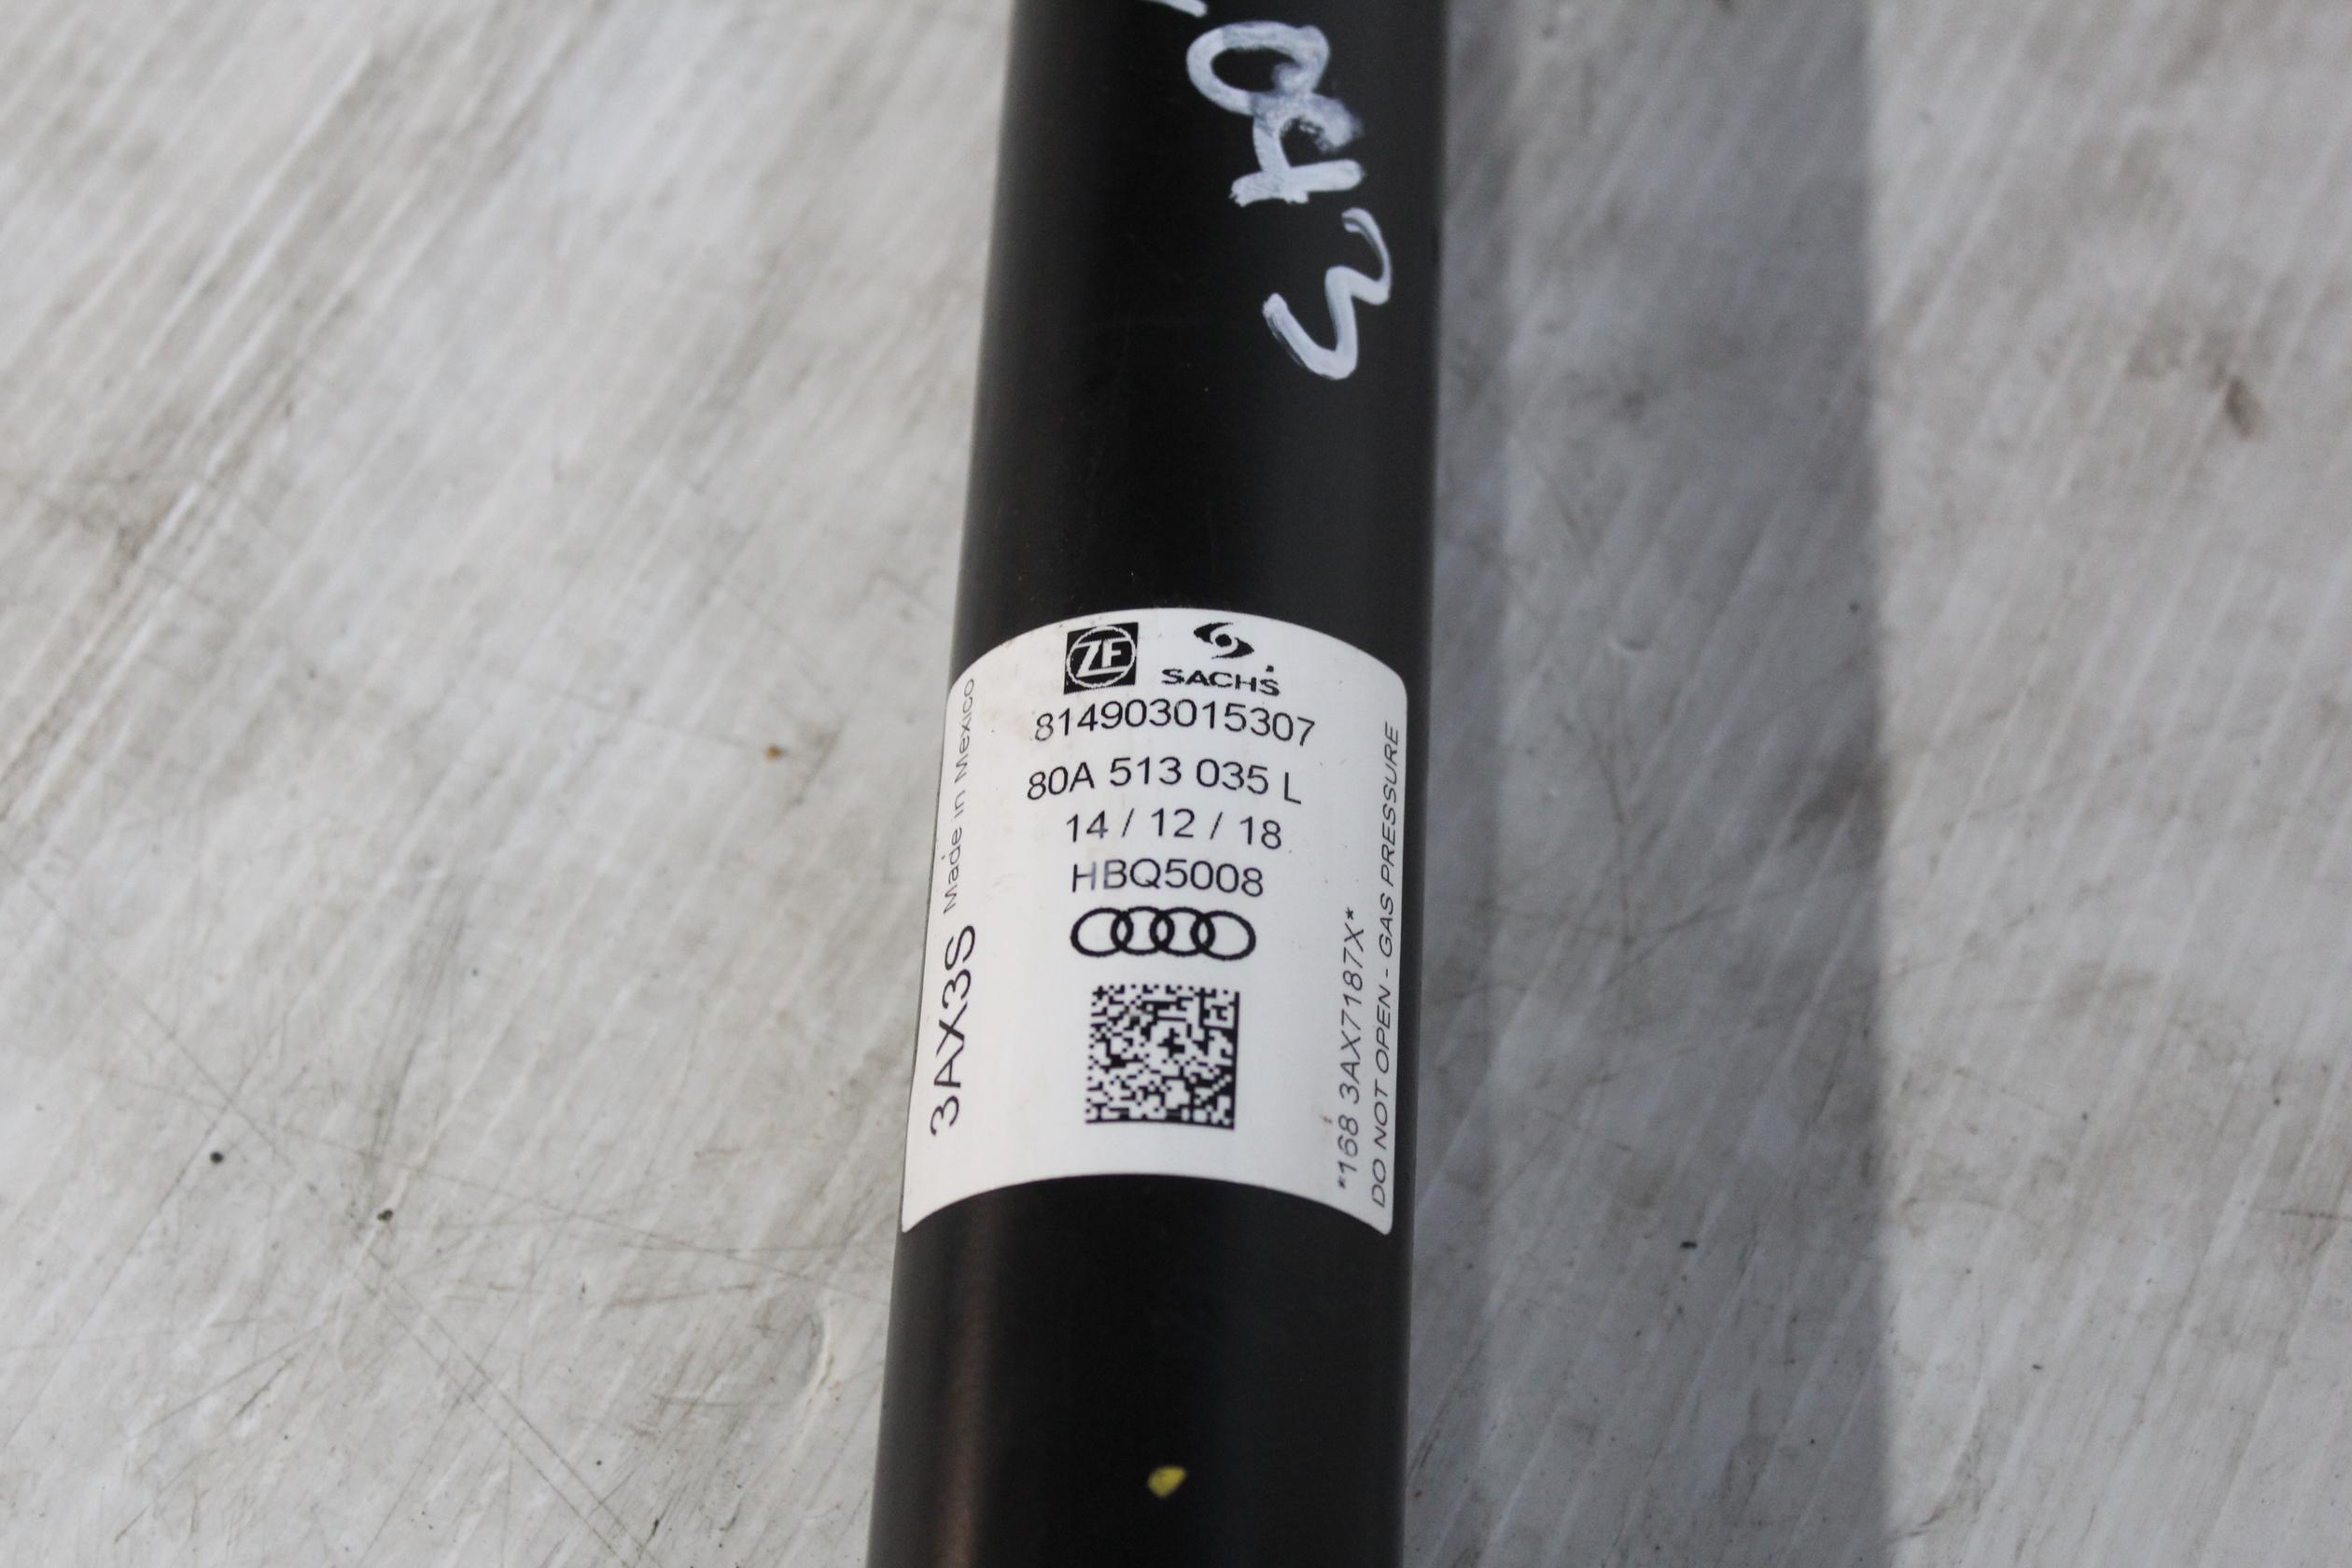 ZF SACHS
814903015307
80A 513 035 L
14 / 12 / 18
HBQ5008
3AX3S Made in Mexico
*168 3AX7187X*
DO NOT OPEN - GAS PRESSURE